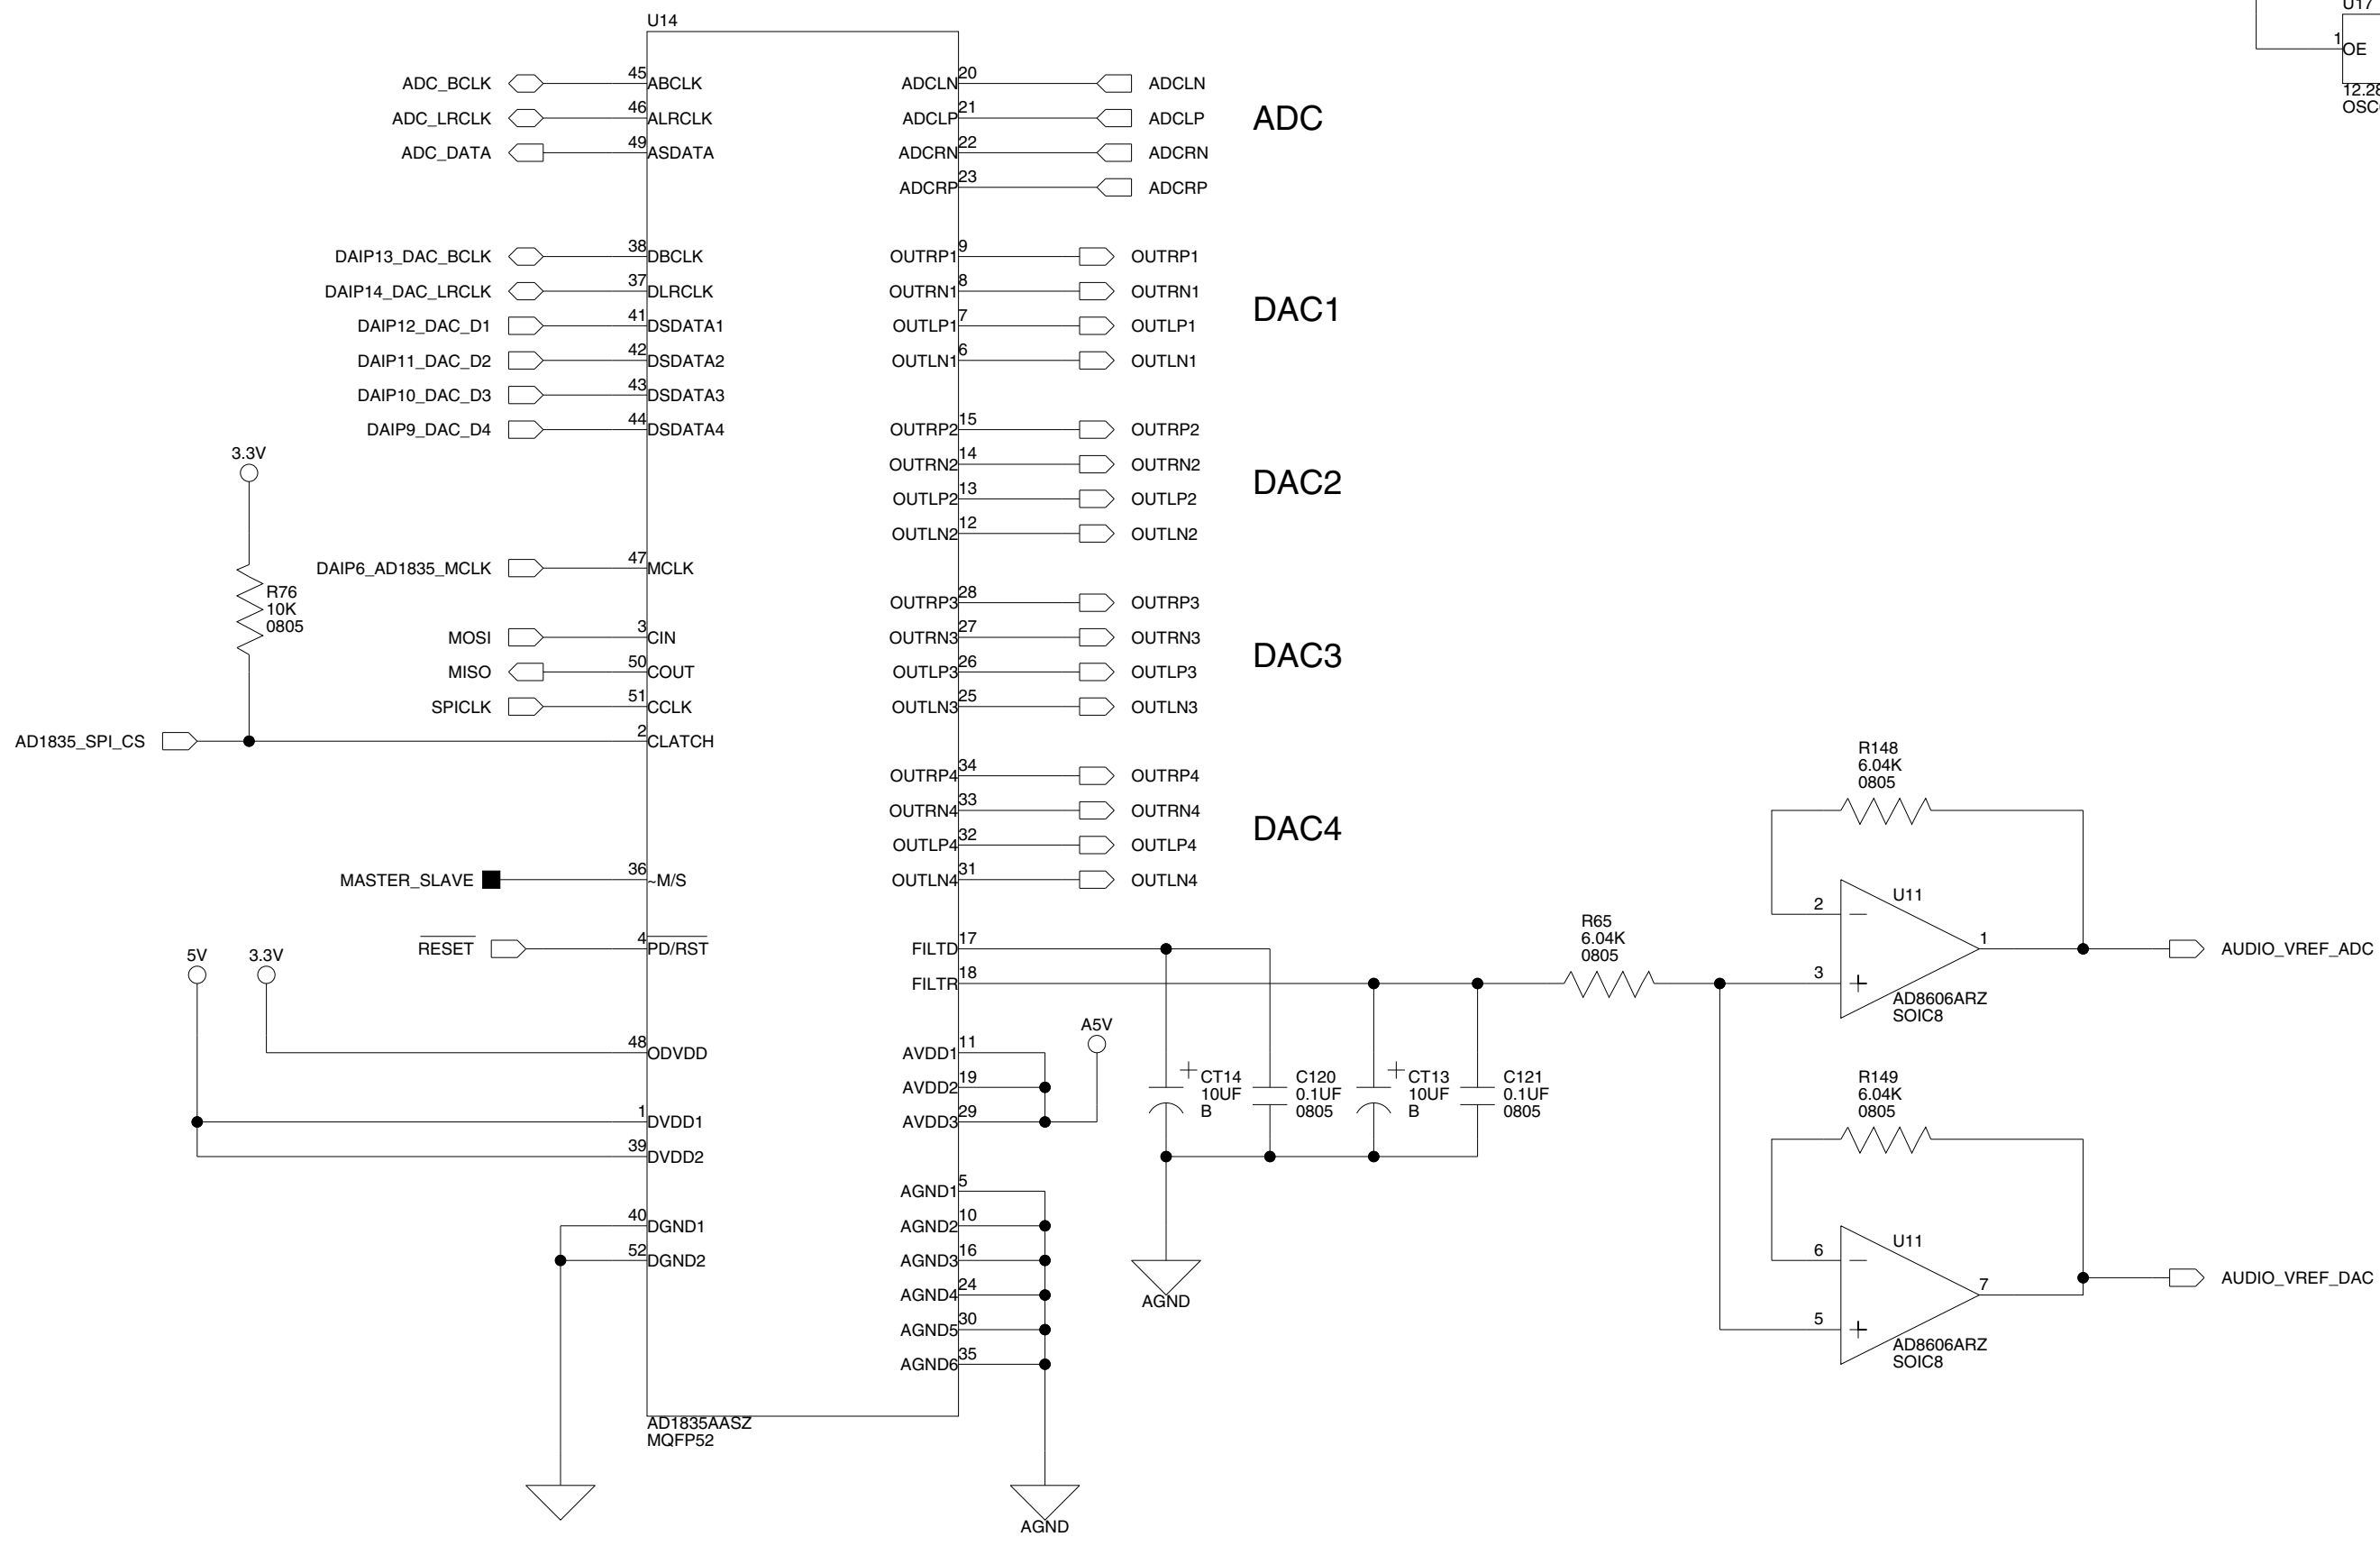 U14
ADC_BCLK 45 ABCLK
ADC_LRCLK 46 ALRCLK
ADC_DATA 49 ASDATA
DAIP13_DAC_BCLK 38 DBCLK
DAIP14_DAC_LRCLK 37 DLRCLK
DAIP12_DAC_D1 41 DSDATA1
DAIP11_DAC_D2 42 DSDATA2
DAIP10_DAC_D3 43 DSDATA3
DAIP9_DAC_D4 44 DSDATA4
3.3V
R76
10K
0805
DAIP6_AD1835_MCLK 47 MCLK
MOSI 3 CIN
MISO 50 COUT
SPICLK 51 CCLK
AD1835_SPI_CS 2 CLATCH
MASTER_SLAVE 36 ~M/S
RESET 4 PD/RST
5V 3.3V
48 ODVDD
1 DVDD1
39 DVDD2
40 DGND1
52 DGND2
ADCLN 20 ADCLN
ADCLP 21 ADCLP
ADCRN 22 ADCRN
ADCRP 23 ADCRP
ADC
OUTRP1 9 OUTRP1
OUTRN1 8 OUTRN1
OUTLP1 7 OUTLP1
OUTLN1 6 OUTLN1
DAC1
OUTRP2 15 OUTRP2
OUTRN2 14 OUTRN2
OUTLP2 13 OUTLP2
OUTLN2 12 OUTLN2
DAC2
OUTRP3 28 OUTRP3
OUTRN3 27 OUTRN3
OUTLP3 26 OUTLP3
OUTLN3 25 OUTLN3
DAC3
OUTRP4 34 OUTRP4
OUTRN4 33 OUTRN4
OUTLP4 32 OUTLP4
OUTLN4 31 OUTLN4
DAC4
FILTD 17
FILTR 18
AVDD1 11
AVDD2 19
AVDD3 29
A5V
AGND1 5
AGND2 10
AGND3 16
AGND4 24
AGND5 30
AGND6 35
AD1835AASZ
MQFP52
AGND
CT14
10UF
B
C120
0.1UF
0805
CT13
10UF
B
C121
0.1UF
0805
AGND
R65
6.04K
0805
R148
6.04K
0805
U11
2
3
1
AD8606ARZ
SOIC8
AUDIO_VREF_ADC
R149
6.04K
0805
U11
6
5
7
AD8606ARZ
SOIC8
AUDIO_VREF_DAC
U17
1 OE